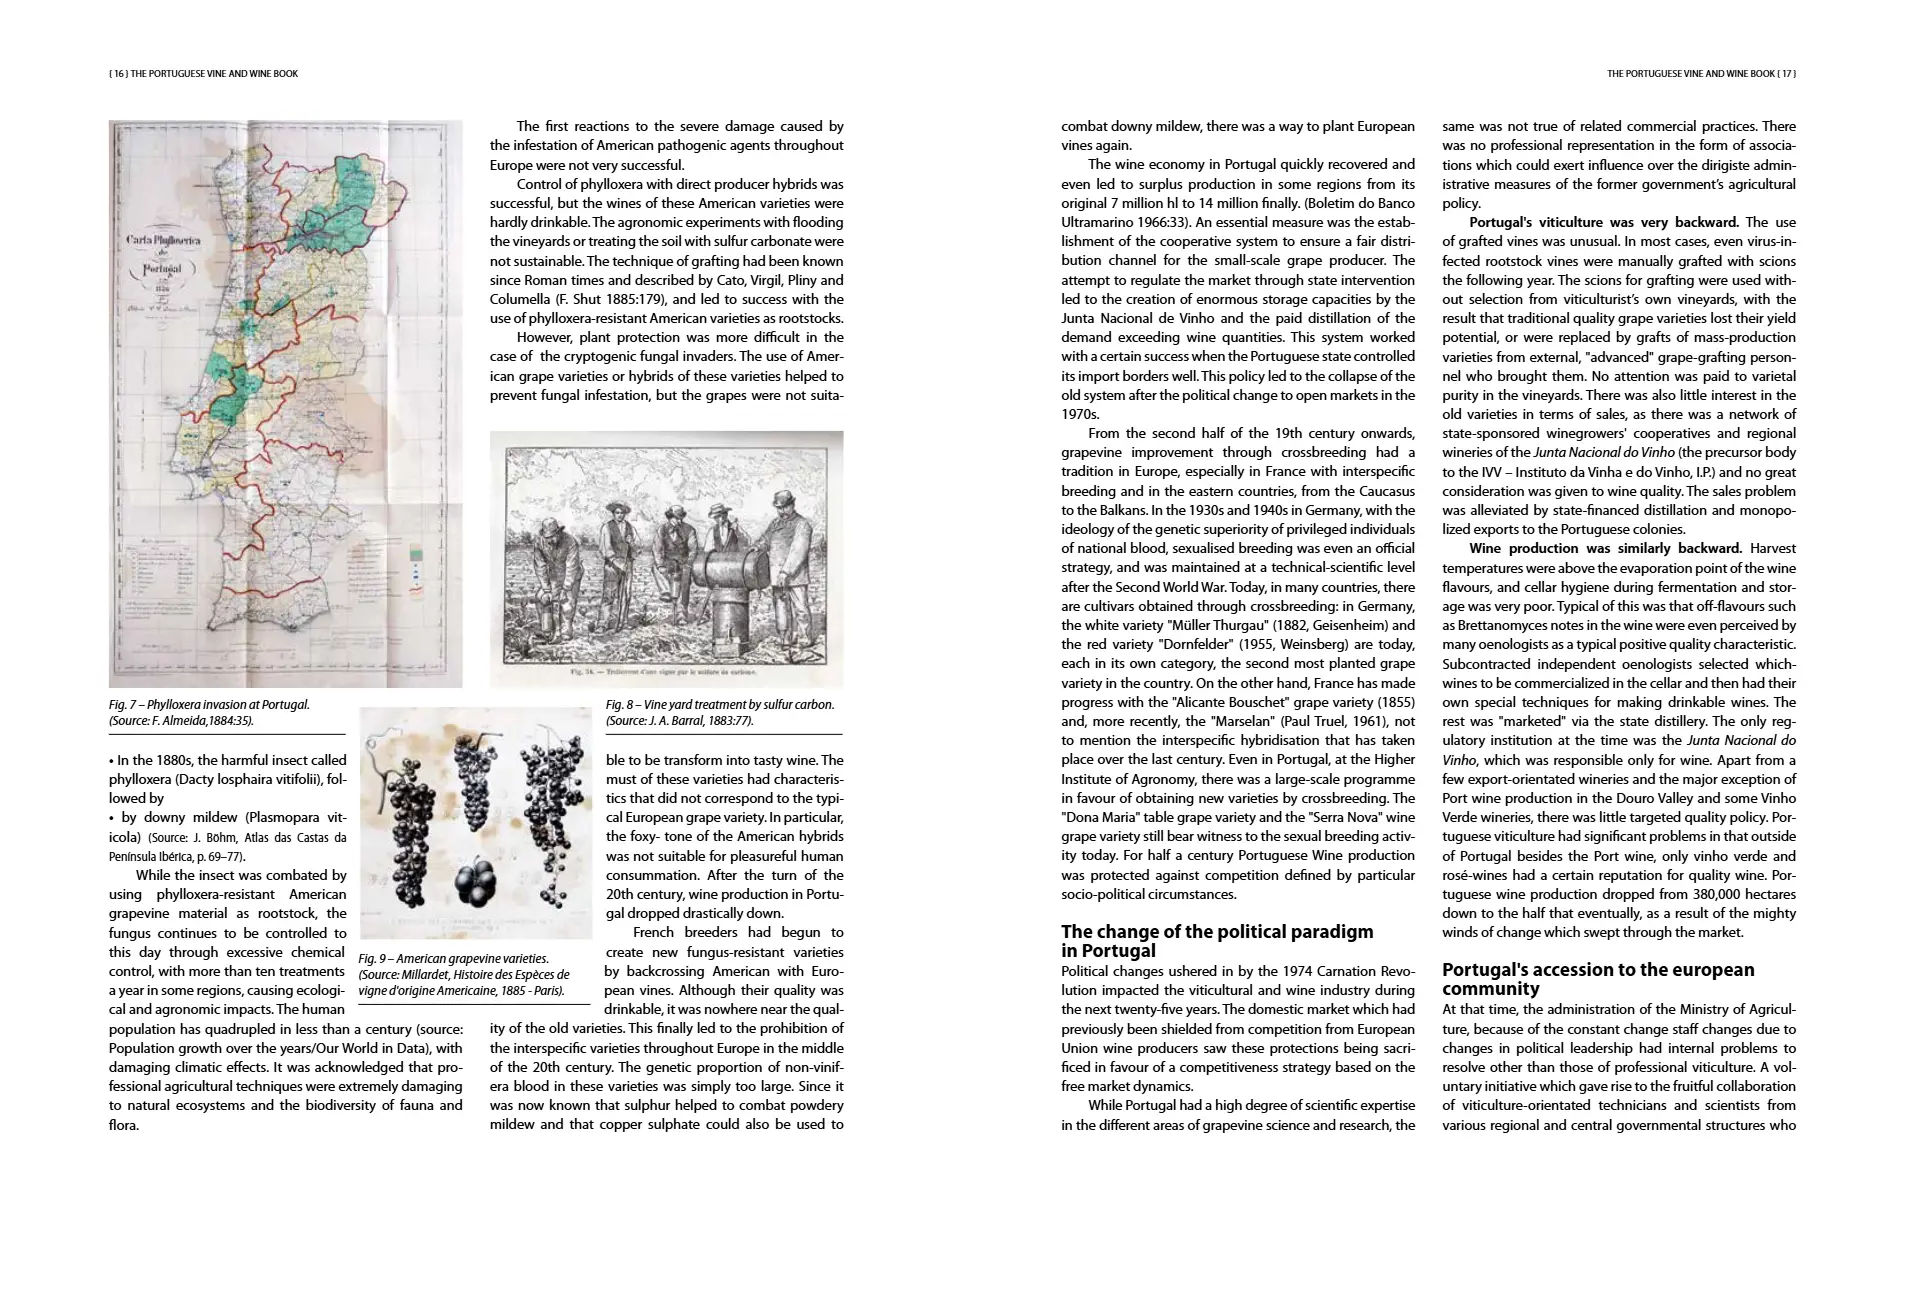 { 16 } THE PORTUGUESE VINE AND WINE BOOK
Carta Phylloxerica
de
Portugal
Fig. 7 – Phylloxera invasion at Portugal.
(Source: F. Almeida,1884:35).
• In the 1880s, the harmful insect called
phylloxera (Dacty losphaira vitifolii), fol-
lowed by
• by downy mildew (Plasmopara vit-
icola) (Source: J. Böhm, Atlas das Castas da
Península Ibérica, p. 69–77).
While the insect was combated by
using phylloxera-resistant American
grapevine material as rootstock, the
fungus continues to be controlled to
this day through excessive chemical
control, with more than ten treatments
a year in some regions, causing ecologi-
cal and agronomic impacts. The human
population has quadrupled in less than a century (source:
Population growth over the years/Our World in Data), with
damaging climatic effects. It was acknowledged that pro-
fessional agricultural techniques were extremely damaging
to natural ecosystems and the biodiversity of fauna and
flora.
Fig. 9 – American grapevine varieties.
(Source: Millardet, Histoire des Espèces de
vigne d'origine Americaine, 1885 - Paris).
The first reactions to the severe damage caused by
the infestation of American pathogenic agents throughout
Europe were not very successful.
Control of phylloxera with direct producer hybrids was
successful, but the wines of these American varieties were
hardly drinkable. The agronomic experiments with flooding
the vineyards or treating the soil with sulfur carbonate were
not sustainable. The technique of grafting had been known
since Roman times and described by Cato, Virgil, Pliny and
Columella (F. Shut 1885:179), and led to success with the
use of phylloxera-resistant American varieties as rootstocks.
However, plant protection was more difficult in the
case of the cryptogenic fungal invaders. The use of Amer-
ican grape varieties or hybrids of these varieties helped to
prevent fungal infestation, but the grapes were not suita-
Fig. 54. — Traitement d'une vigne par le sulfure de carbone.
Fig. 8 – Vine yard treatment by sulfur carbon.
(Source: J. A. Barral, 1883:77).
ble to be transform into tasty wine. The
must of these varieties had characteris-
tics that did not correspond to the typi-
cal European grape variety. In particular,
the foxy- tone of the American hybrids
was not suitable for pleasureful human
consummation. After the turn of the
20th century, wine production in Portu-
gal dropped drastically down.
French breeders had begun to
create new fungus-resistant varieties
by backcrossing American with Euro-
pean vines. Although their quality was
drinkable, it was nowhere near the qual-
ity of the old varieties. This finally led to the prohibition of
the interspecific varieties throughout Europe in the middle
of the 20th century. The genetic proportion of non-vinif-
era blood in these varieties was simply too large. Since it
was now known that sulphur helped to combat powdery
mildew and that copper sulphate could also be used to
THE PORTUGUESE VINE AND WINE BOOK { 17 }
combat downy mildew, there was a way to plant European
vines again.
The wine economy in Portugal quickly recovered and
even led to surplus production in some regions from its
original 7 million hl to 14 million finally. (Boletim do Banco
Ultramarino 1966:33). An essential measure was the estab-
lishment of the cooperative system to ensure a fair distri-
bution channel for the small-scale grape producer. The
attempt to regulate the market through state intervention
led to the creation of enormous storage capacities by the
Junta Nacional de Vinho and the paid distillation of the
demand exceeding wine quantities. This system worked
with a certain success when the Portuguese state controlled
its import borders well. This policy led to the collapse of the
old system after the political change to open markets in the
1970s.
From the second half of the 19th century onwards,
grapevine improvement through crossbreeding had a
tradition in Europe, especially in France with interspecific
breeding and in the eastern countries, from the Caucasus
to the Balkans. In the 1930s and 1940s in Germany, with the
ideology of the genetic superiority of privileged individuals
of national blood, sexualised breeding was even an official
strategy, and was maintained at a technical-scientific level
after the Second World War. Today, in many countries, there
are cultivars obtained through crossbreeding: in Germany,
the white variety "Müller Thurgau" (1882, Geisenheim) and
the red variety "Dornfelder" (1955, Weinsberg) are today,
each in its own category, the second most planted grape
variety in the country. On the other hand, France has made
progress with the "Alicante Bouschet" grape variety (1855)
and, more recently, the "Marselan" (Paul Truel, 1961), not
to mention the interspecific hybridisation that has taken
place over the last century. Even in Portugal, at the Higher
Institute of Agronomy, there was a large-scale programme
in favour of obtaining new varieties by crossbreeding. The
"Dona Maria" table grape variety and the "Serra Nova" wine
grape variety still bear witness to the sexual breeding activ-
ity today. For half a century Portuguese Wine production
was protected against competition defined by particular
socio-political circumstances.
The change of the political paradigm
in Portugal
Political changes ushered in by the 1974 Carnation Revo-
lution impacted the viticultural and wine industry during
the next twenty-five years. The domestic market which had
previously been shielded from competition from European
Union wine producers saw these protections being sacri-
ficed in favour of a competitiveness strategy based on the
free market dynamics.
While Portugal had a high degree of scientific expertise
in the different areas of grapevine science and research, the
same was not true of related commercial practices. There
was no professional representation in the form of associa-
tions which could exert influence over the dirigiste admin-
istrative measures of the former government's agricultural
policy.
Portugal's viticulture was very backward. The use
of grafted vines was unusual. In most cases, even virus-in-
fected rootstock vines were manually grafted with scions
the following year. The scions for grafting were used with-
out selection from viticulturist's own vineyards, with the
result that traditional quality grape varieties lost their yield
potential, or were replaced by grafts of mass-production
varieties from external, "advanced" grape-grafting person-
nel who brought them. No attention was paid to varietal
purity in the vineyards. There was also little interest in the
old varieties in terms of sales, as there was a network of
state-sponsored winegrowers' cooperatives and regional
wineries of the Junta Nacional do Vinho (the precursor body
to the IVV – Instituto da Vinha e do Vinho, I.P.) and no great
consideration was given to wine quality. The sales problem
was alleviated by state-financed distillation and monopo-
lized exports to the Portuguese colonies.
Wine production was similarly backward. Harvest
temperatures were above the evaporation point of the wine
flavours, and cellar hygiene during fermentation and stor-
age was very poor. Typical of this was that off-flavours such
as Brettanomyces notes in the wine were even perceived by
many oenologists as a typical positive quality characteristic.
Subcontracted independent oenologists selected which-
wines to be commercialized in the cellar and then had their
own special techniques for making drinkable wines. The
rest was "marketed" via the state distillery. The only reg-
ulatory institution at the time was the Junta Nacional do
Vinho, which was responsible only for wine. Apart from a
few export-orientated wineries and the major exception of
Port wine production in the Douro Valley and some Vinho
Verde wineries, there was little targeted quality policy. Por-
tuguese viticulture had significant problems in that outside
of Portugal besides the Port wine, only vinho verde and
rosé-wines had a certain reputation for quality wine. Por-
tuguese wine production dropped from 380,000 hectares
down to the half that eventually, as a result of the mighty
winds of change which swept through the market.
Portugal's accession to the european
community
At that time, the administration of the Ministry of Agricul-
ture, because of the constant change staff changes due to
changes in political leadership had internal problems to
resolve other than those of professional viticulture. A vol-
untary initiative which gave rise to the fruitful collaboration
of viticulture-orientated technicians and scientists from
various regional and central governmental structures who